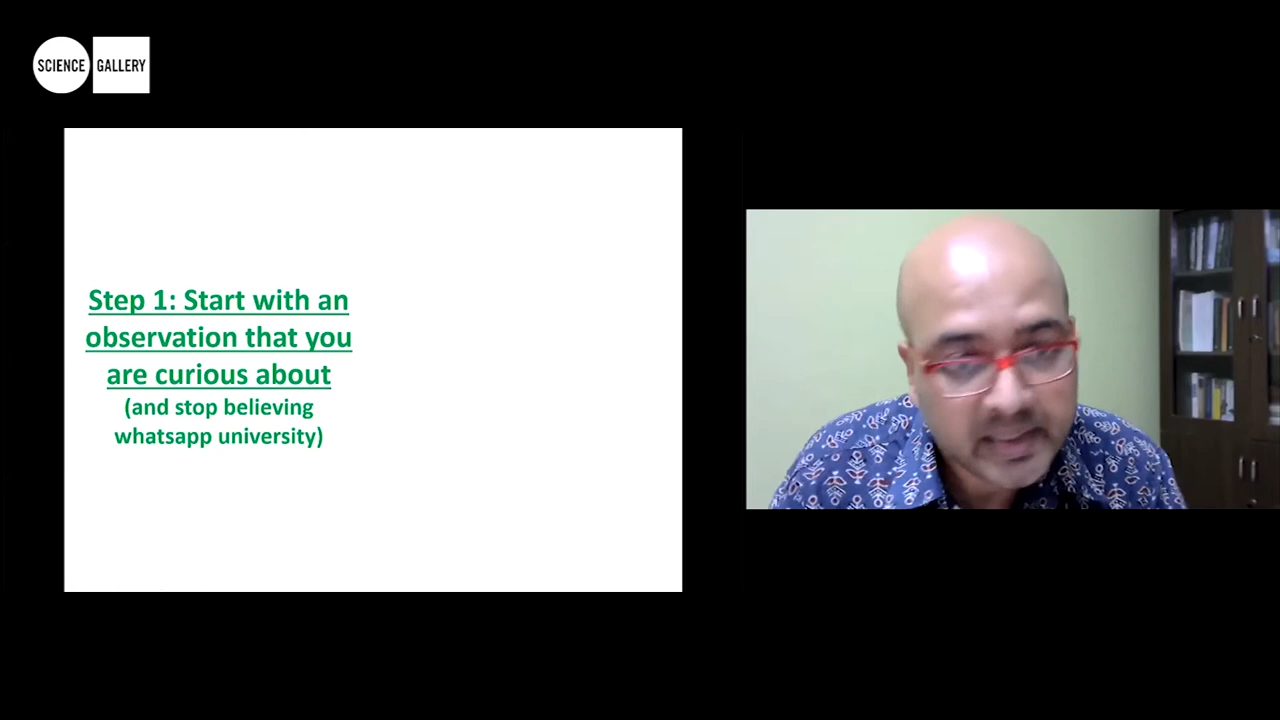 SCIENCE GALLERY
Step 1: Start with an
observation that you
are curious about
(and stop believing
whatsapp university)